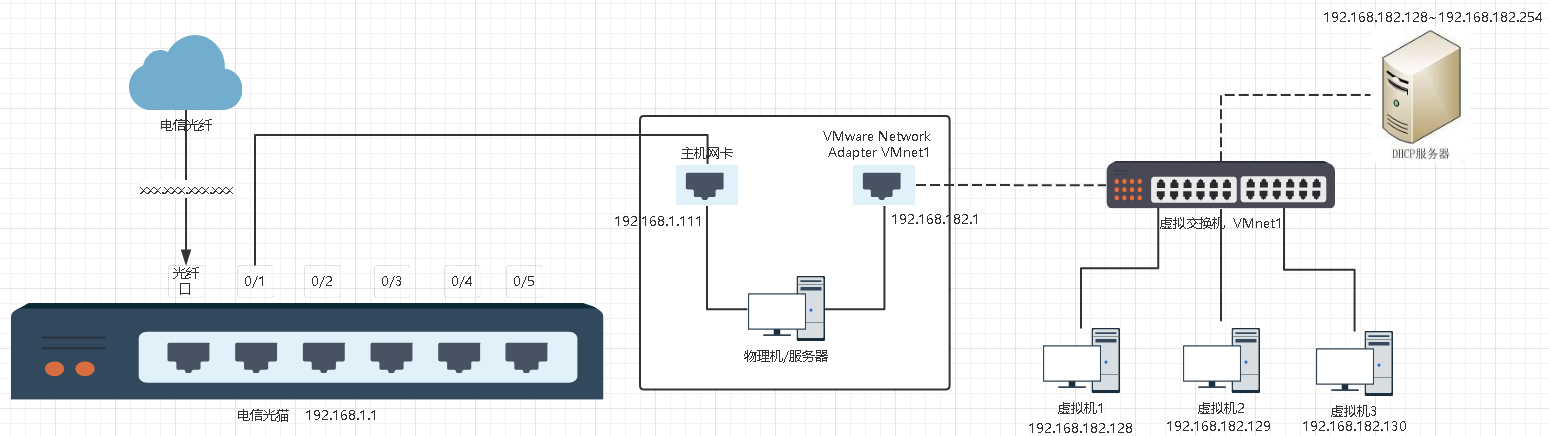 192.168.182.128~192.168.182.254
电信光纤
VMware Network
Adapter VMnet1
主机网卡
DHCP服务器
192.168.1.111
192.168.182.1
虚拟交换机 VMnet1
光纤
口
0/1
0/2
0/3
0/4
0/5
物理机/服务器
电信光猫 192.168.1.1
虚拟机1
192.168.182.128
虚拟机2
192.168.182.129
虚拟机3
192.168.182.130